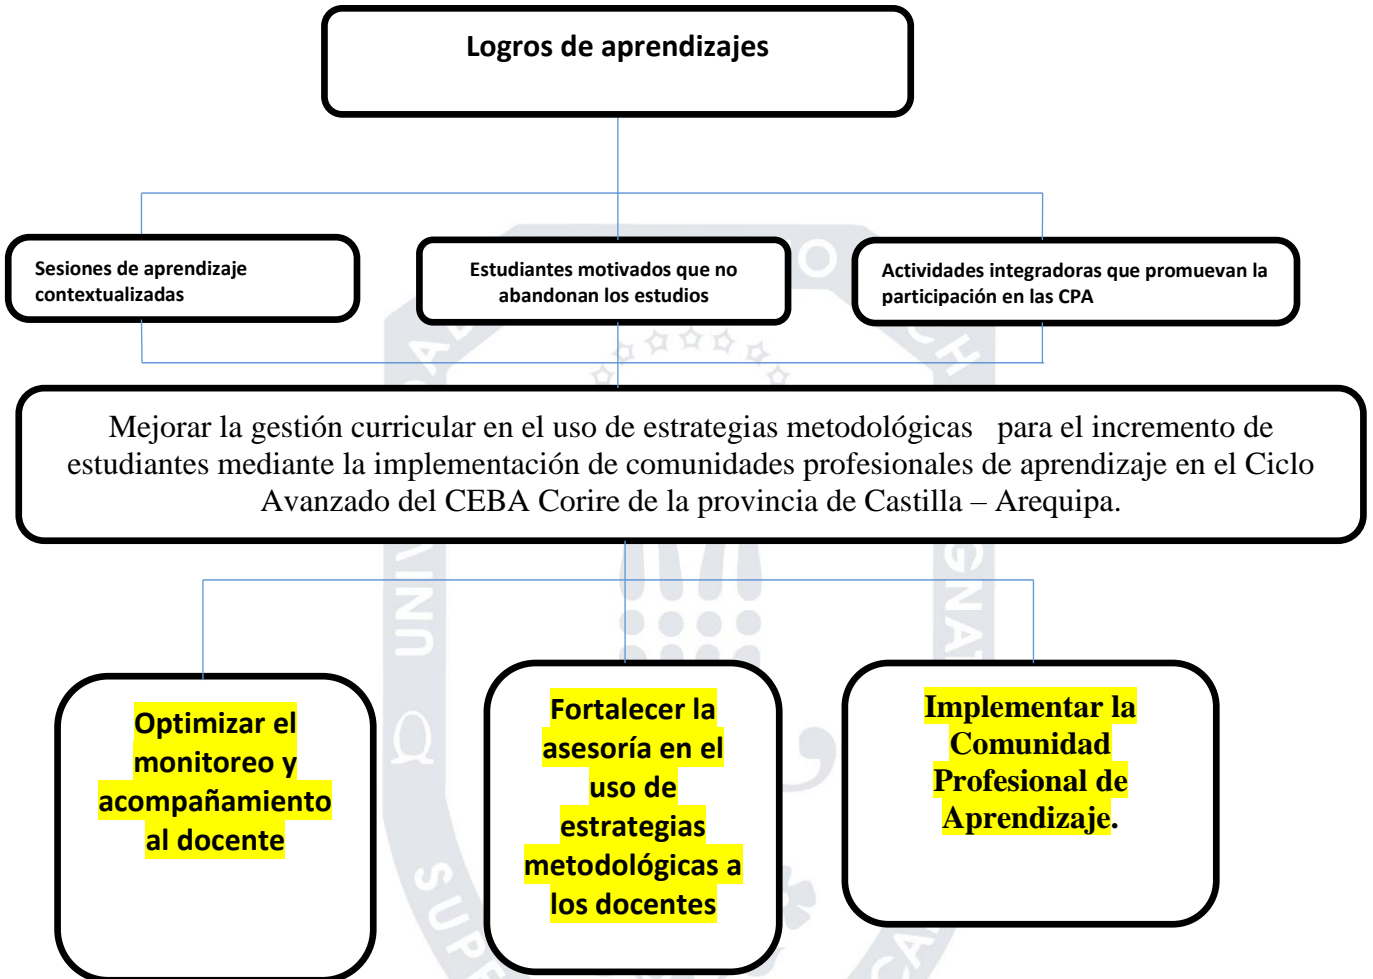 Logros de aprendizajes
Sesiones de aprendizaje
contextualizadas
Estudiantes motivados que no
abandonan los estudios
Actividades integradoras que promuevan la
participación en las CPA
Mejorar la gestión curricular en el uso de estrategias metodológicas para el incremento de
estudiantes mediante la implementación de comunidades profesionales de aprendizaje en el Ciclo
Avanzado del CEBA Corire de la provincia de Castilla – Arequipa.
Optimizar el
monitoreo y
acompañamiento
al docente
Fortalecer la
asesoría en el
uso de
estrategias
metodológicas a
los docentes
Implementar la
Comunidad
Profesional de
Aprendizaje.